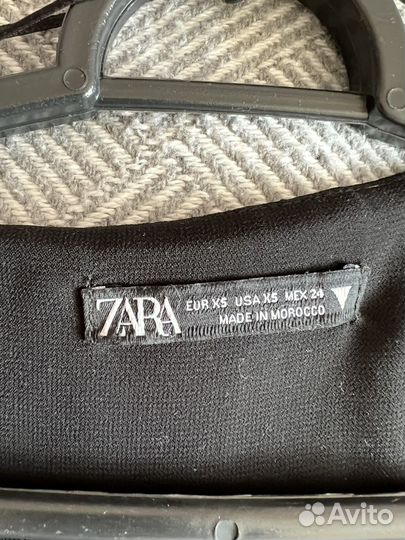 ZARA
EUR XS USA XS MEX 24
MADE IN MOROCCO
Avito